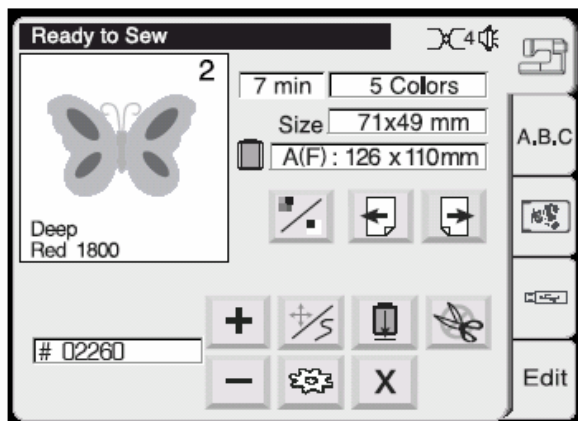 Ready to Sew
4
2
7 min
5 Colors
Size
71x49 mm
A(F) : 126 x 110mm
A.B.C
Deep
Red 1800
S
+
# 02260
−
X
Edit